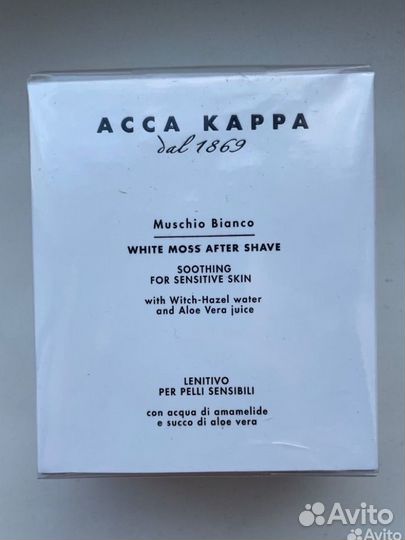 ACCA KAPPA
dal 1869
Muschio Bianco
WHITE MOSS AFTER SHAVE
SOOTHING
FOR SENSITIVE SKIN
with Witch-Hazel water
and Aloe Vera juice
LENITIVO
PER PELLI SENSIBILI
con acqua di amamelide
e succo di aloe vera
Avito
Avito